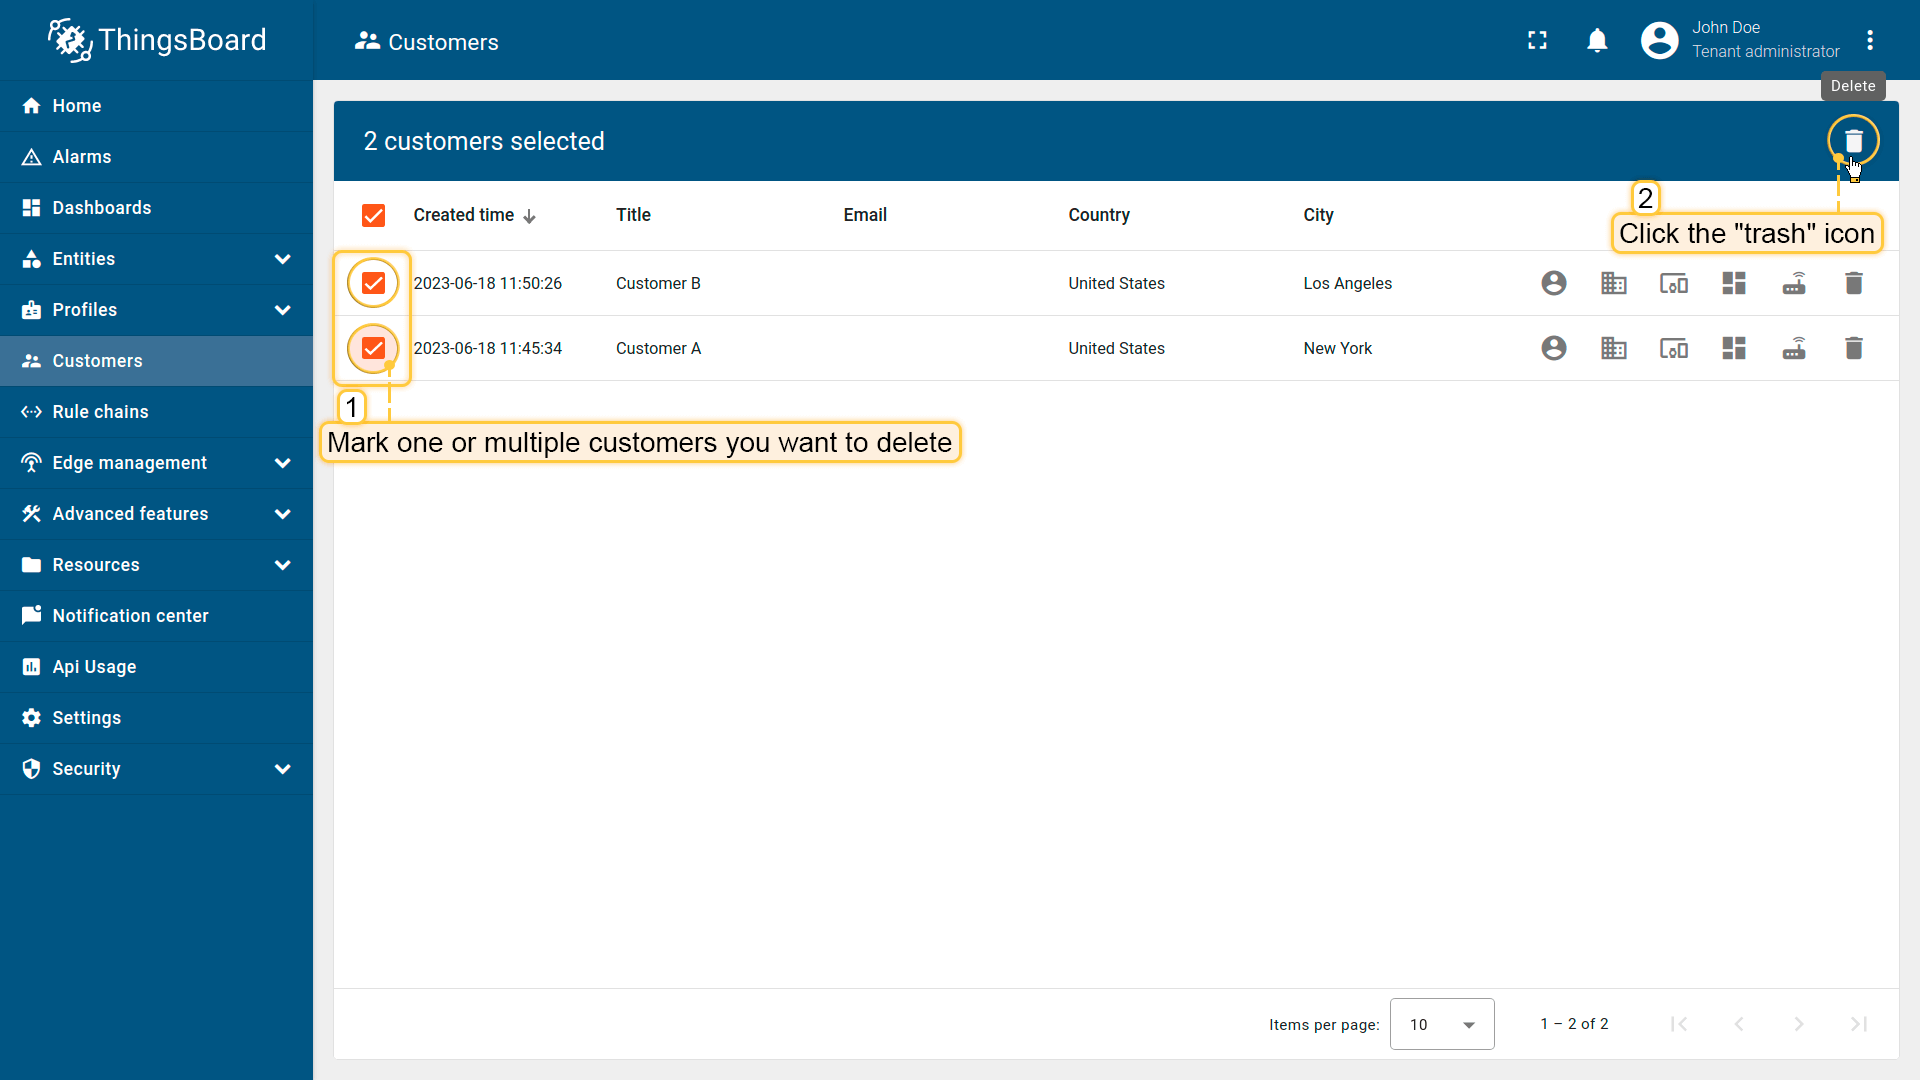 ThingsBoard
Customers
John Doe
Tenant administrator
Delete
Home
Alarms
Dashboards
Entities
Profiles
Customers
Rule chains
Edge management
Advanced features
Resources
Notification center
Api Usage
Settings
Security
2 customers selected
Created time Title Email Country City
2
Click the "trash" icon
2023-06-18 11:50:26 Customer B United States Los Angeles
2023-06-18 11:45:34 Customer A United States New York
1
Mark one or multiple customers you want to delete
Items per page: 10 1 – 2 of 2